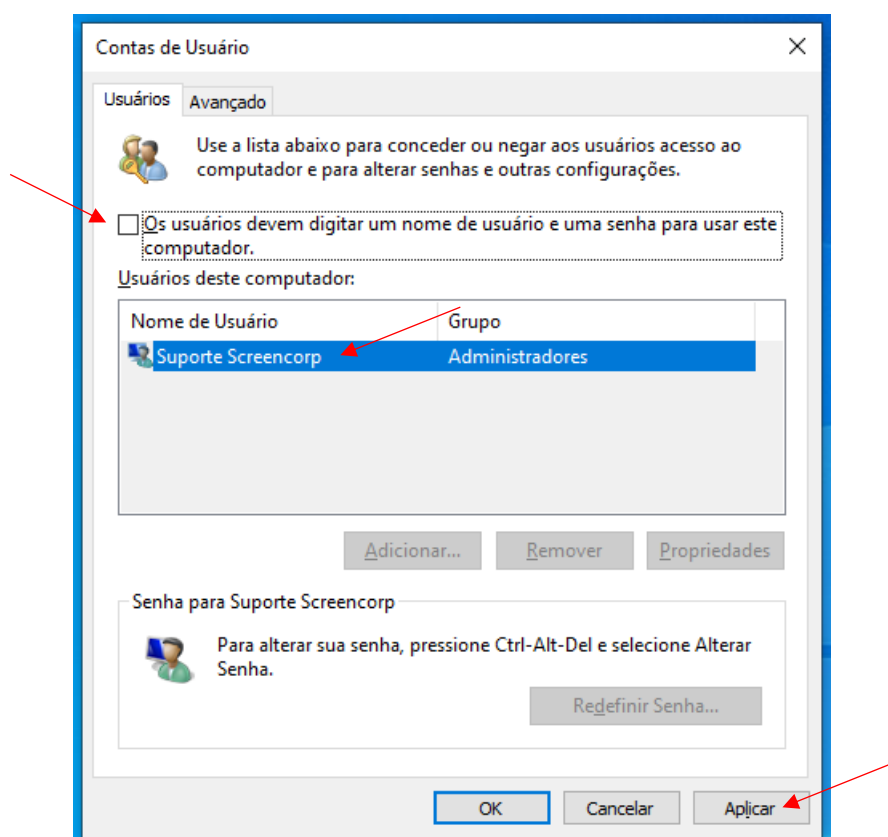 Contas de Usuário
Usuários
Avançado
Use a lista abaixo para conceder ou negar aos usuários acesso ao
computador e para alterar senhas e outras configurações.
Os usuários devem digitar um nome de usuário e uma senha para usar este
computador.
Usuários deste computador:
Nome de Usuário Grupo
Suporte Screencorp Administradores
Adicionar... Remover Propriedades
Senha para Suporte Screencorp
Para alterar sua senha, pressione Ctrl-Alt-Del e selecione Alterar
Senha.
Redefinir Senha...
OK Cancelar Aplicar